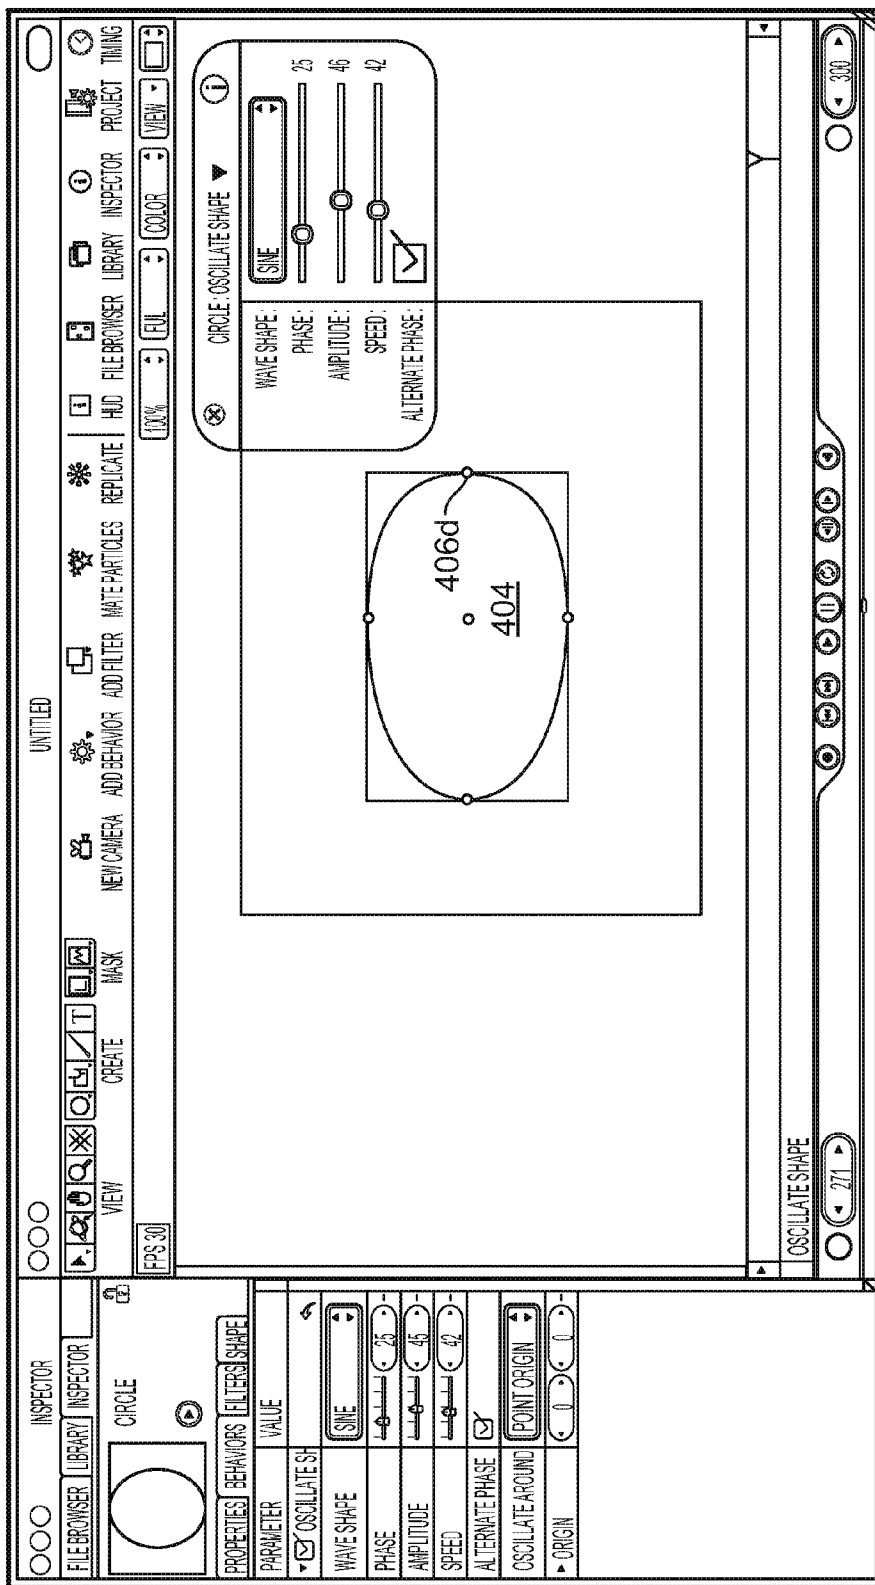 INSPECTOR
FILE BROWSER LIBRARY INSPECTOR
CIRCLE
PROPERTIES BEHAVIORS FILTERS SHAPE
PARAMETER VALUE
OSCILLATE SH
WAVE SHAPE SINE
PHASE 25
AMPLITUDE 45
SPEED 42
ALTERNATE PHASE
OSCILLATE AROUND POINT ORIGIN
ORIGIN 0 0
UNTITLED
T
VIEW CREATE MASK NEW CAMERA ADD BEHAVIOR ADD FILTER MATE PARTICLES REPLICATE HUD FILE BROWSER LIBRARY INSPECTOR PROJECT TIMING
FPS 30 100% FUL COLOR VIEW
CIRCLE: OSCILLATE SHAPE
WAVE SHAPE: SINE
PHASE: 25
AMPLITUDE: 46
SPEED: 42
ALTERNATE PHASE:
406d
404
OSCILLATE SHAPE
271 300